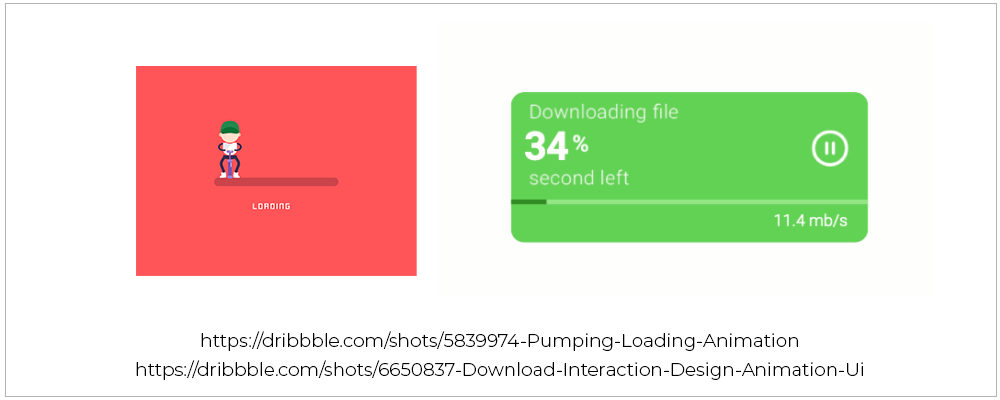 LOADING
Downloading file
34%
second left
11.4 mb/s
https://dribbble.com/shots/5839974-Pumping-Loading-Animation
https://dribbble.com/shots/6650837-Download-Interaction-Design-Animation-Ui